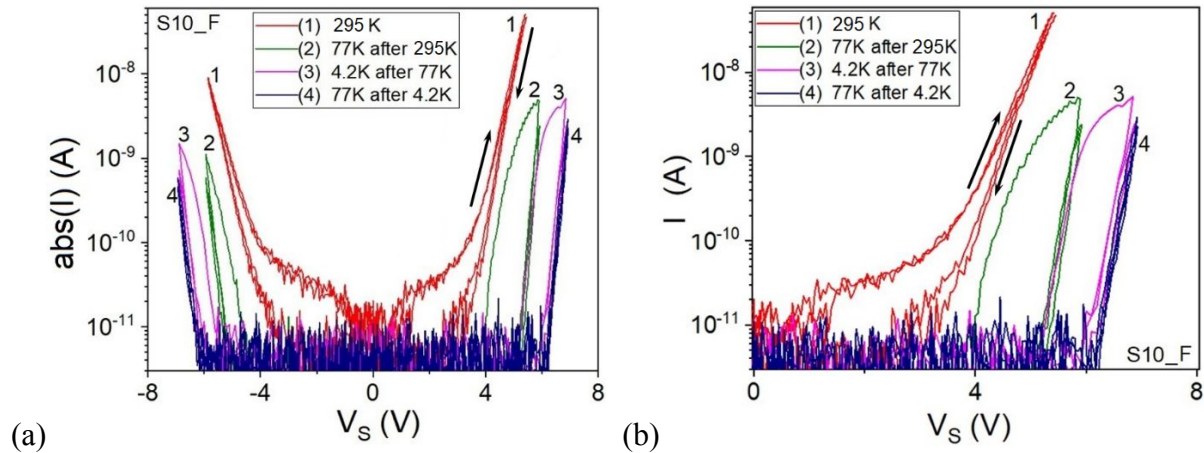 S10_F
(1) 295 K
(2) 77K after 295K
(3) 4.2K after 77K
(4) 77K after 4.2K
1
1
2
3
4
3
2
4
10⁻⁸
10⁻⁹
10⁻¹⁰
10⁻¹¹
abs(I) (A)
-8 -4 0 4 8
V_S (V)
(a)
(1) 295 K
(2) 77K after 295K
(3) 4.2K after 77K
(4) 77K after 4.2K
1
2
3
4
10⁻⁸
10⁻⁹
10⁻¹⁰
10⁻¹¹
I (A)
S10_F
0 4 8
V_S (V)
(b)